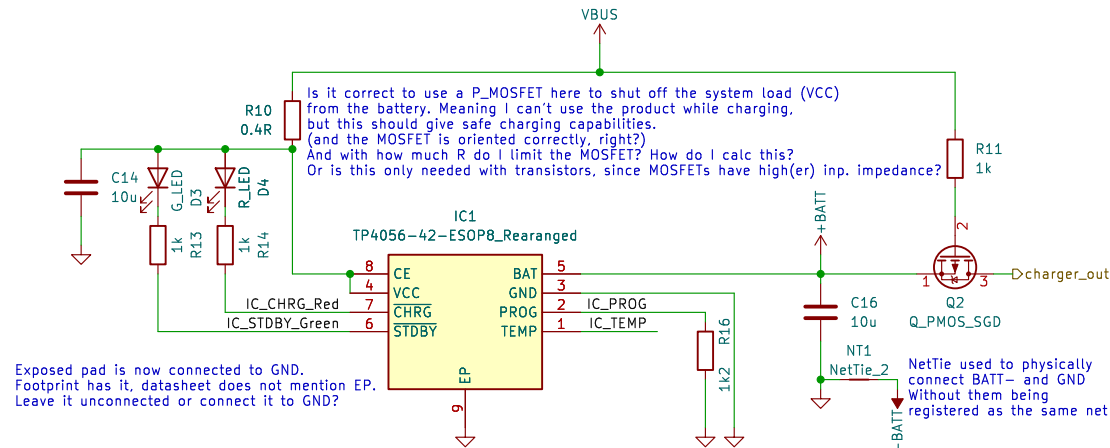 VBUS
Is it correct to use a P_MOSFET here to shut off the system load (VCC)
from the battery. Meaning I can't use the product while charging,
but this should give safe charging capabilities.
(and the MOSFET is oriented correctly, right?)
And with how much R do I limit the MOSFET? How do I calc this?
Or is this only needed with transistors, since MOSFETs have high(er) inp. impedance?
R10
0.4R
R11
1k
C14
10u
G_LED
D3
R_LED
D4
1k
R13
1k
R14
IC1
TP4056-42-ESOP8_Rearanged
+BATT
2
8
CE
BAT
5
1
3
charger_out
4
VCC
GND
3
Q2
Q_PMOS_SGD
IC_CHRG_Red
7
CHRG
PROG
2
IC_PROG
C16
10u
IC_STDBY_Green
6
STDBY
TEMP
1
IC_TEMP
R16
1k2
EP
9
NT1
NetTie_2
-BATT
Exposed pad is now connected to GND.
Footprint has it, datasheet does not mention EP.
Leave it unconnected or connect it to GND?
NetTie used to physically
connect BATT- and GND
Without them being
registered as the same net